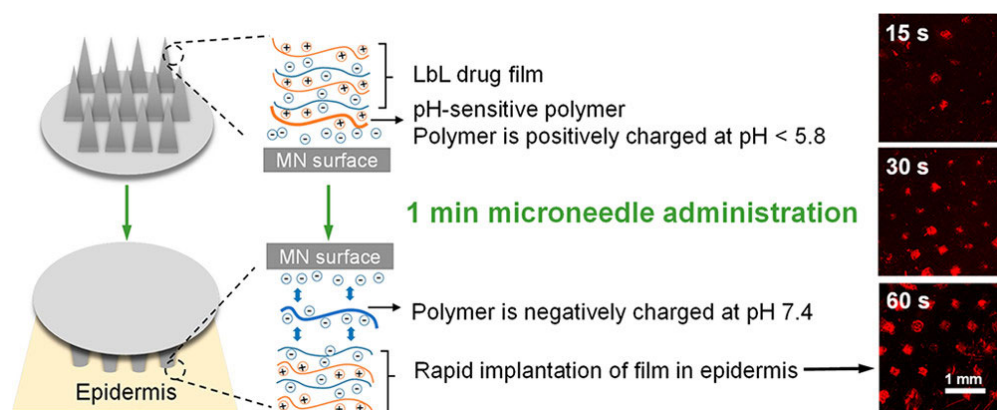 LbL drug film
pH-sensitive polymer
Polymer is positively charged at pH < 5.8
MN surface
1 min microneedle administration
MN surface
Polymer is negatively charged at pH 7.4
Rapid implantation of film in epidermis
Epidermis
15 s
30 s
60 s
1 mm